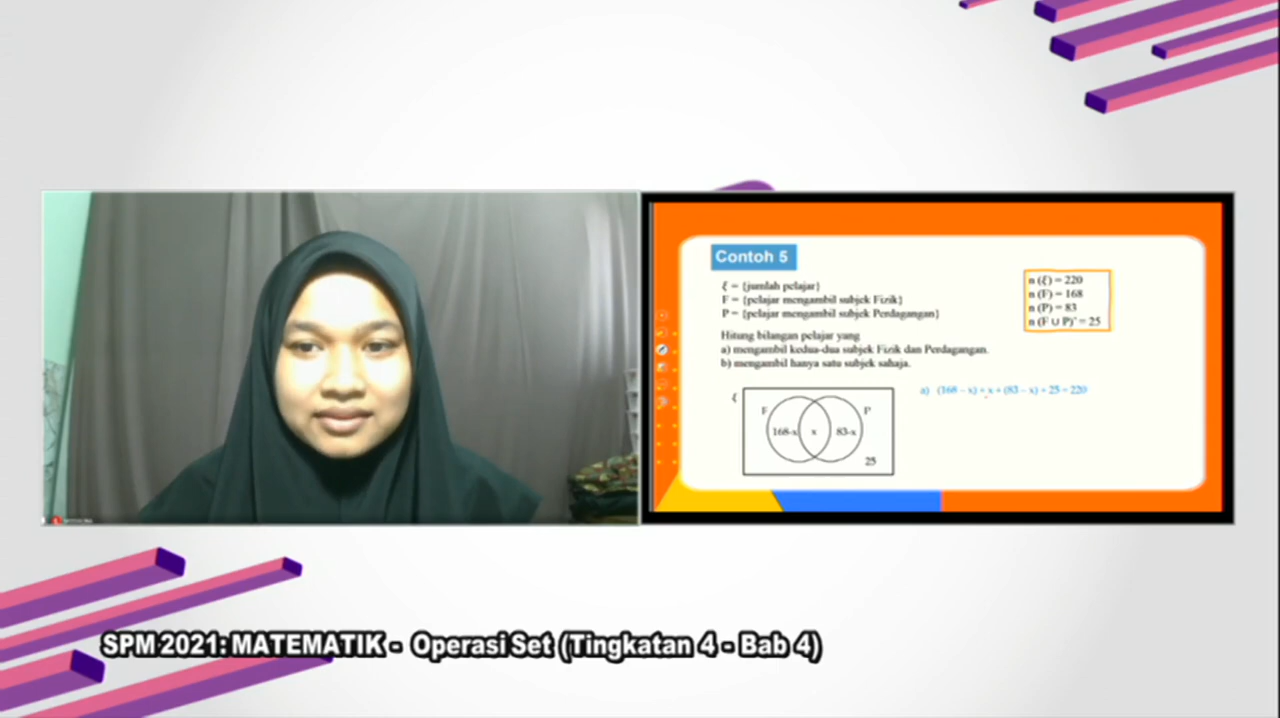 Contoh 5
ξ = {jumlah pelajar}
F = {pelajar mengambil subjek Fizik}
P = {pelajar mengambil subjek Perdagangan}
n (ξ) = 220
n (F) = 168
n (P) = 83
n (F ∪ P)' = 25
Hitung bilangan pelajar yang
a) mengambil kedua-dua subjek Fizik dan Perdagangan.
b) mengambil hanya satu subjek sahaja.
ξ
F
P
168-x
x
83-x
25
a) (168 – x) + x + (83 – x) + 25 = 220
SPM 2021: MATEMATIK - Operasi Set (Tingkatan 4 - Bab 4)